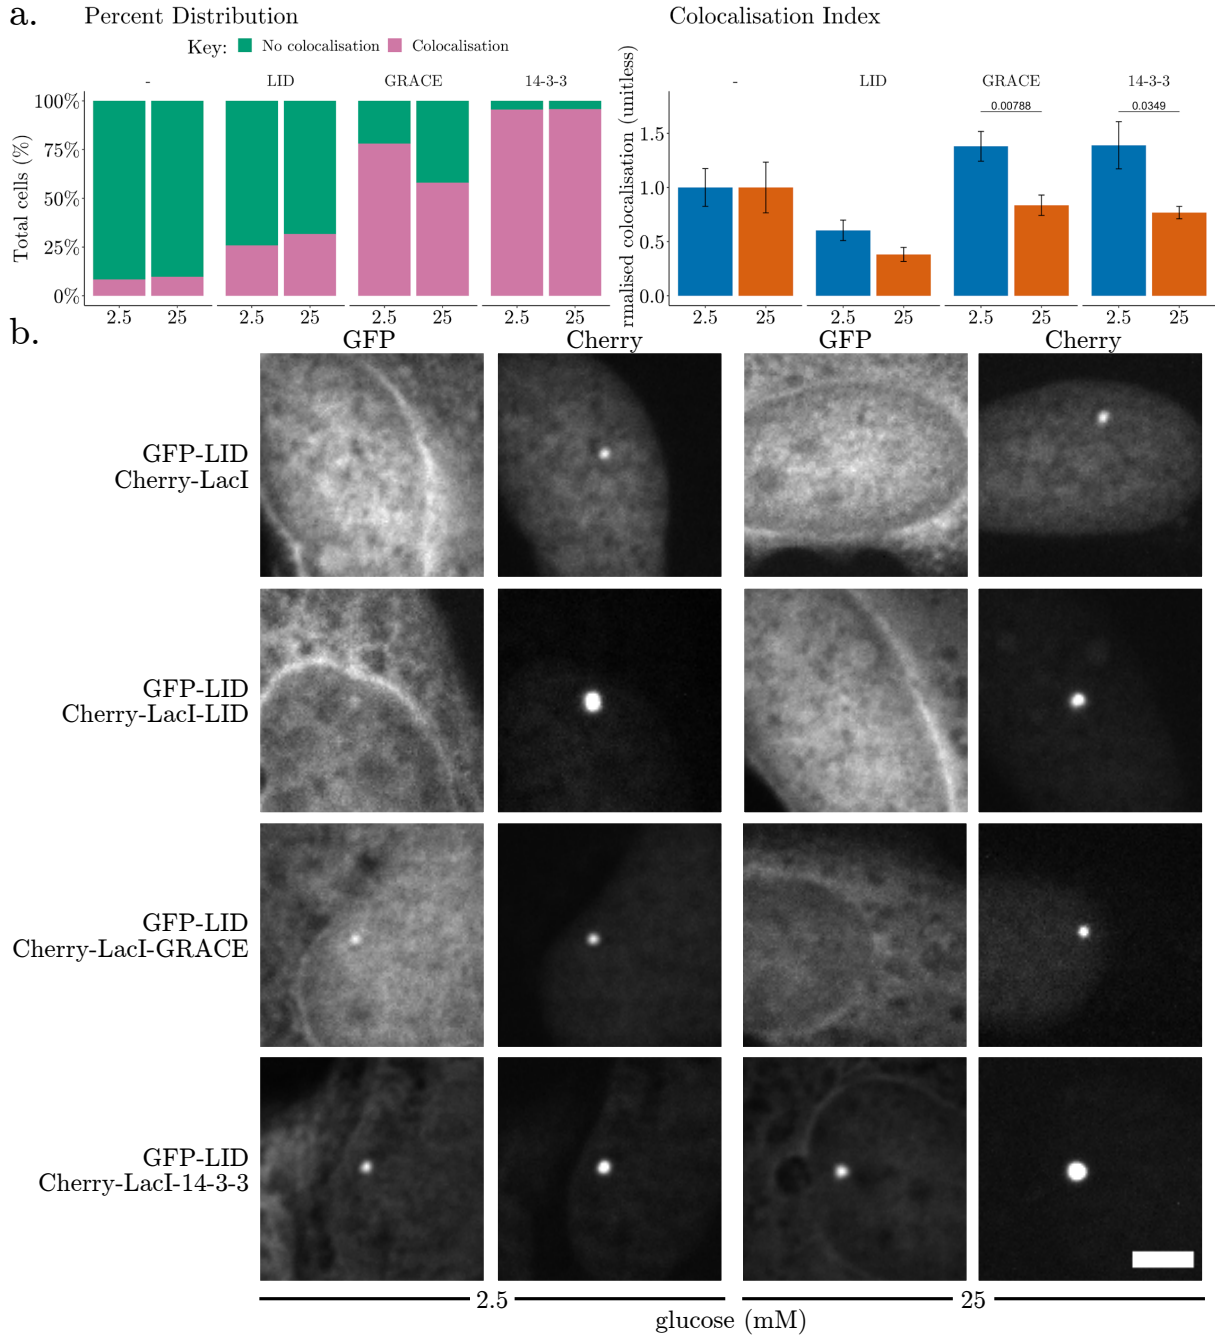 a.
Percent Distribution
Key: No colocalisation Colocalisation
- LID GRACE 14-3-3
Total cells (%)
100%
75%
50%
25%
0%
2.5 25 2.5 25 2.5 25 2.5 25
Colocalisation Index
- LID GRACE 14-3-3
rmalised colocalisation (unitless)
0.00788 0.0349
1.5
1.0
0.5
0.0
2.5 25 2.5 25 2.5 25 2.5 25
b.
GFP Cherry GFP Cherry
GFP-LID
Cherry-LacI
GFP-LID
Cherry-LacI-LID
GFP-LID
Cherry-LacI-GRACE
GFP-LID
Cherry-LacI-14-3-3
2.5 25
glucose (mM)